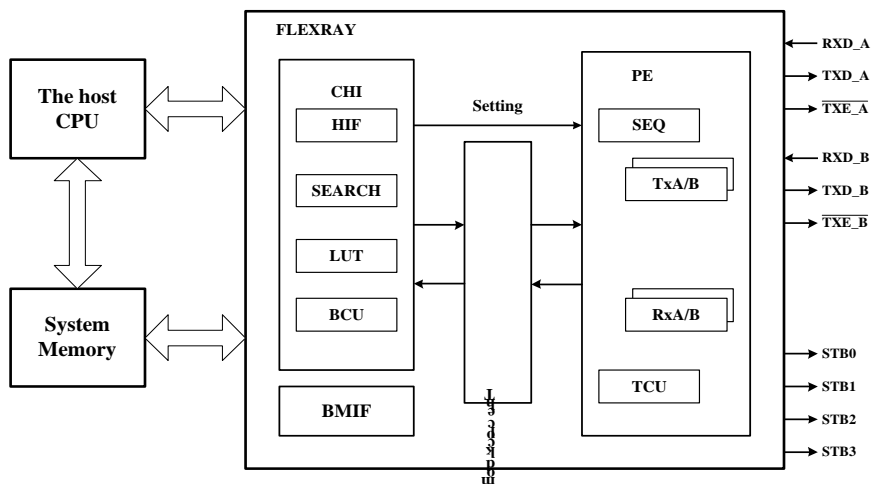 FLEXRAY
The host
CPU
System
Memory
CHI
HIF
SEARCH
LUT
BCU
BMIF
Setting
PE
SEQ
TxA/B
RxA/B
TCU
RXD_A
TXD_A
TXE_A
RXD_B
TXD_B
TXE_B
STB0
STB1
STB2
STB3